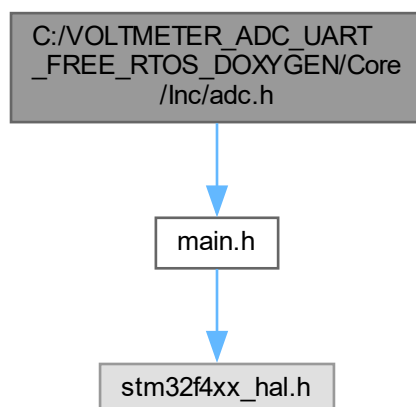 C:/VOLTMETER_ADC_UART
_FREE_RTOS_DOXYGEN/Core
/Inc/adc.h
main.h
stm32f4xx_hal.h